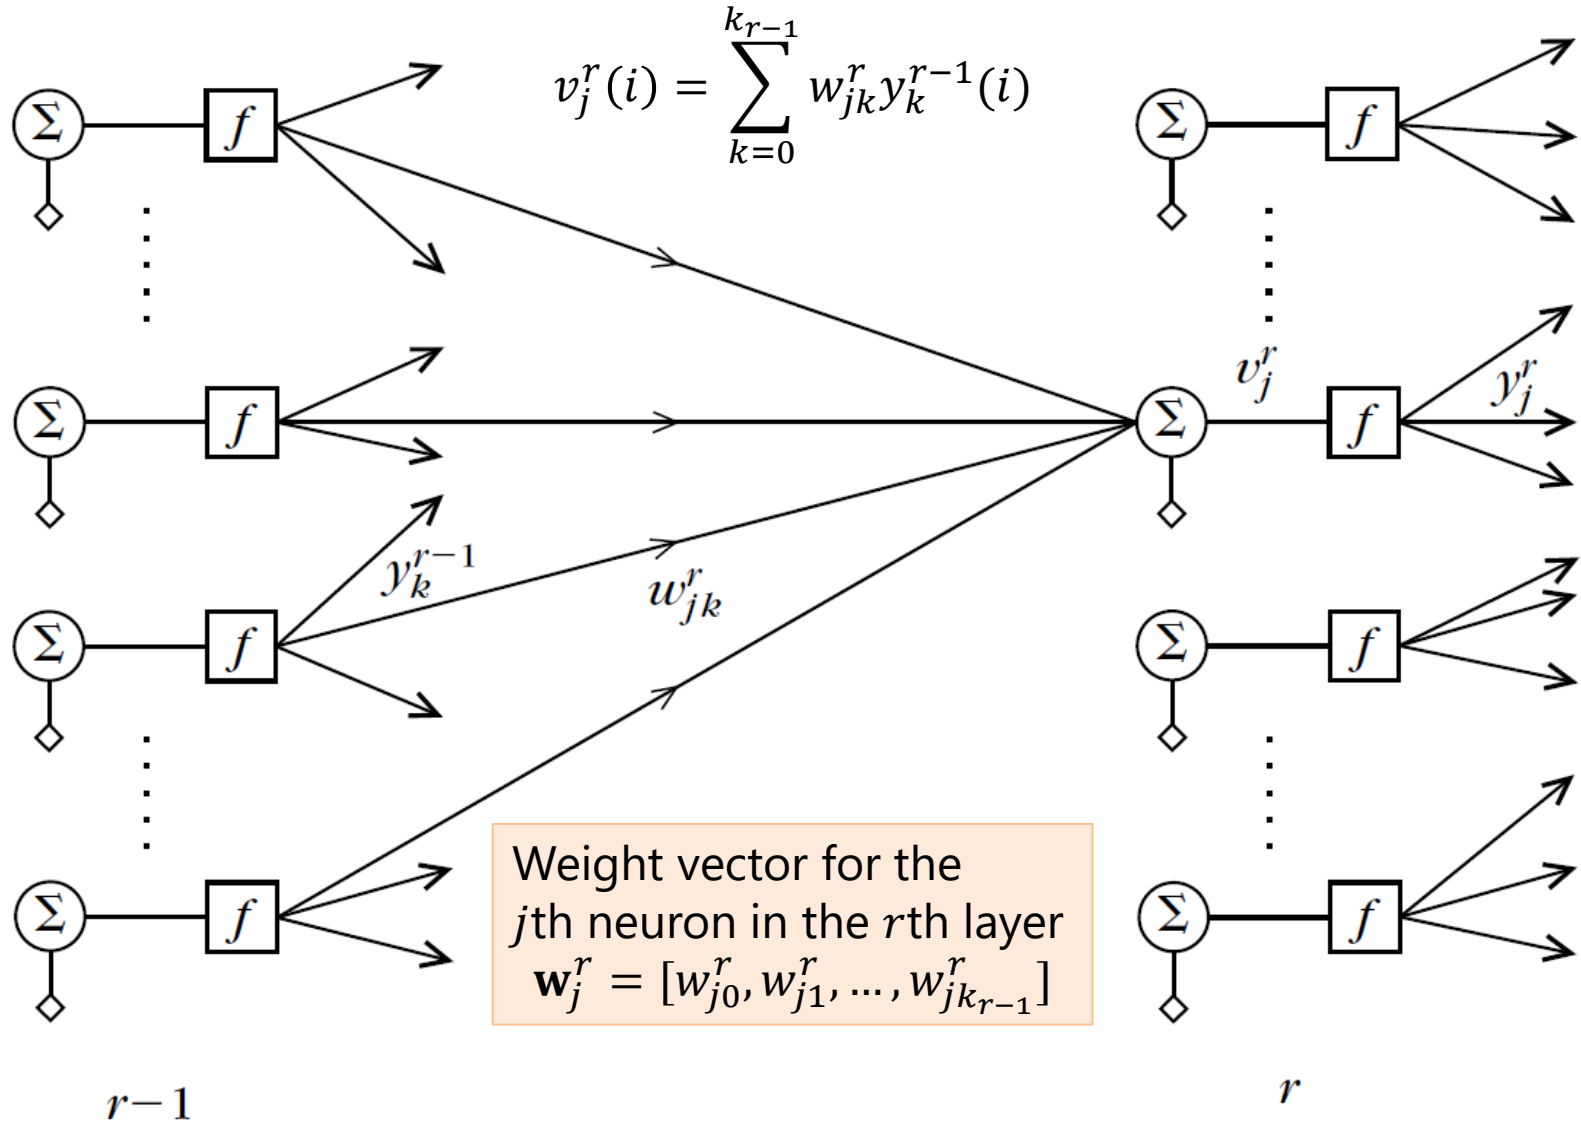 v_j^r(i) = \sum_{k=0}^{k_{r-1}} w_{jk}^r y_k^{r-1}(i)
Σ f Σ f
v_j^r
y_j^r
Σ f Σ f
y_k^{r-1}
w_{jk}^r
Σ f Σ f
Weight vector for the
jth neuron in the rth layer
𝐰_j^r = [w_{j0}^r, w_{j1}^r, ..., w_{jk_{r-1}}^r]
Σ f Σ f
r−1
r